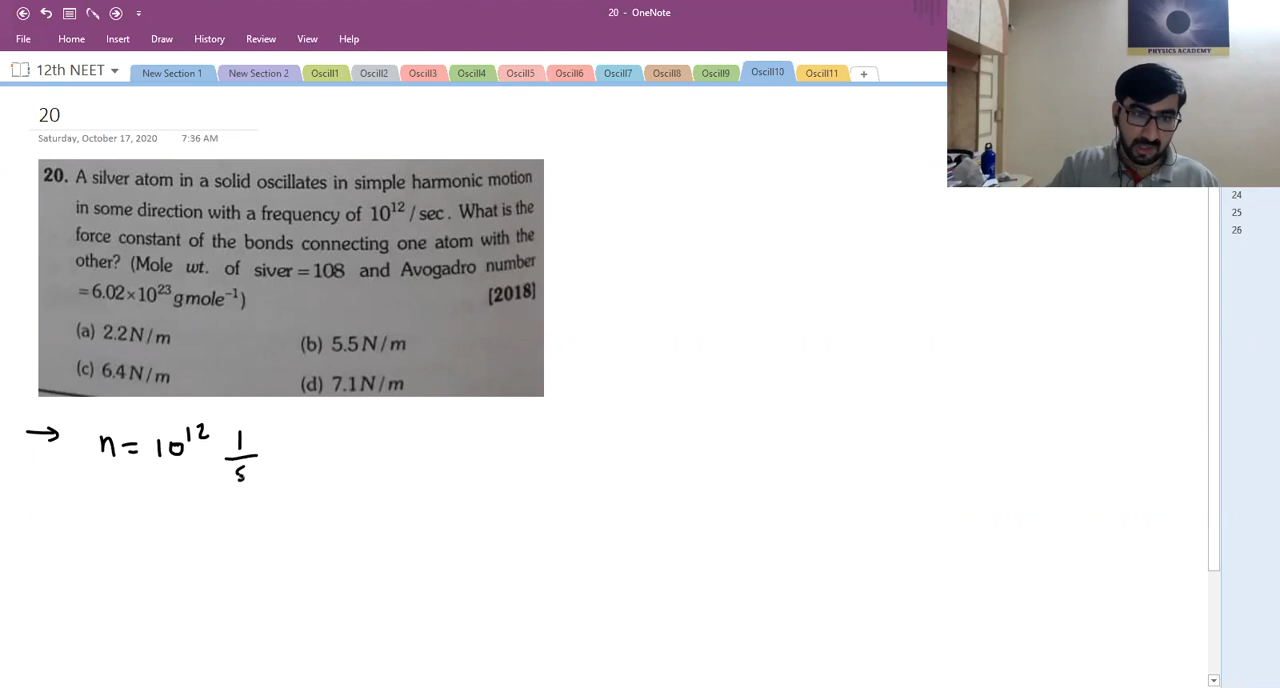 20 - OneNote
File Home Insert Draw History Review View Help
PHYSICS ACADEMY
12th NEET New Section 1 New Section 2 Oscill1 Oscill2 Oscill3 Oscill4 Oscill5 Oscill6 Oscill7 Oscill8 Oscill9 Oscill10 Oscill11 +
20
Saturday, October 17, 2020 7:36 AM
20. A silver atom in a solid oscillates in simple harmonic motion
in some direction with a frequency of 10¹² / sec. What is the
force constant of the bonds connecting one atom with the
other? (Mole wt. of siver = 108 and Avogadro number
= 6.02 × 10²³ g mole⁻¹) [2018]
(a) 2.2 N / m (b) 5.5 N / m
(c) 6.4 N / m (d) 7.1 N / m
→ n = 10¹² 1/s
24
25
26